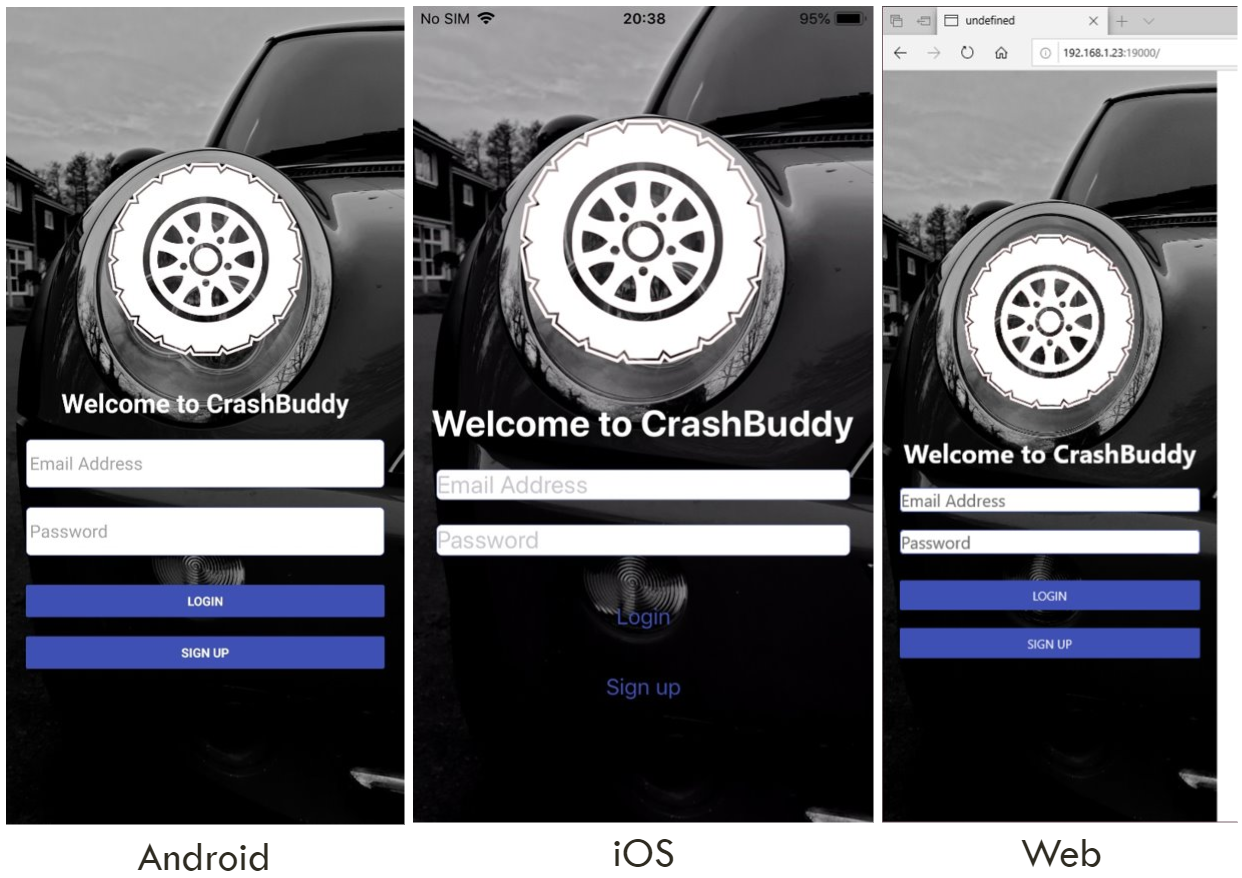 Welcome to CrashBuddy
Email Address
Password
LOGIN
SIGN UP
Android
No SIM 20:38 95%
Welcome to CrashBuddy
Email Address
Password
Login
Sign up
iOS
undefined
192.168.1.23:19000/
Welcome to CrashBuddy
Email Address
Password
LOGIN
SIGN UP
Web